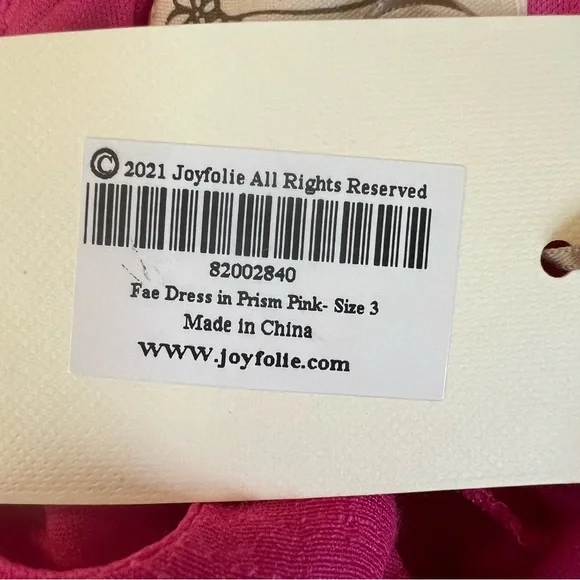 © 2021 Joyfolie All Rights Reserved
82002840
Fae Dress in Prism Pink- Size 3
Made in China
WWW.joyfolie.com